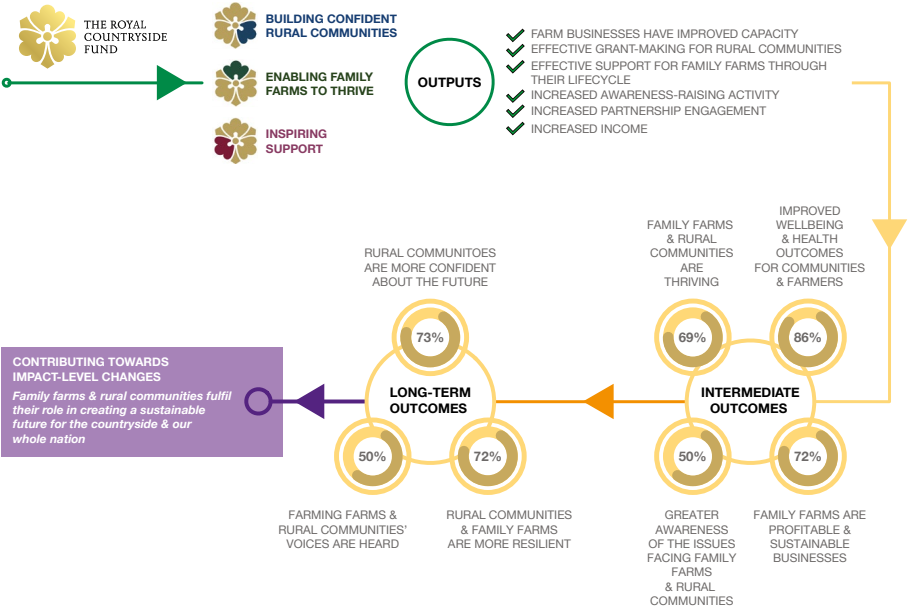 THE ROYAL
COUNTRYSIDE
FUND
BUILDING CONFIDENT
RURAL COMMUNITIES
ENABLING FAMILY
FARMS TO THRIVE
INSPIRING
SUPPORT
OUTPUTS
FARM BUSINESSES HAVE IMPROVED CAPACITY
EFFECTIVE GRANT-MAKING FOR RURAL COMMUNITIES
EFFECTIVE SUPPORT FOR FAMILY FARMS THROUGH
THEIR LIFECYCLE
INCREASED AWARENESS-RAISING ACTIVITY
INCREASED PARTNERSHIP ENGAGEMENT
INCREASED INCOME
IMPROVED
WELLBEING
& HEALTH
OUTCOMES
FOR COMMUNITIES
& FARMERS
86%
FAMILY FARMS
& RURAL
COMMUNITIES
ARE
THRIVING
69%
INTERMEDIATE
OUTCOMES
50%
GREATER
AWARENESS
OF THE ISSUES
FACING FAMILY
FARMS
& RURAL
COMMUNITIES
72%
FAMILY FARMS ARE
PROFITABLE &
SUSTAINABLE
BUSINESSES
RURAL COMMUNITOES
ARE MORE CONFIDENT
ABOUT THE FUTURE
73%
LONG-TERM
OUTCOMES
50%
FARMING FARMS &
RURAL COMMUNITIES'
VOICES ARE HEARD
72%
RURAL COMMUNITIES
& FAMILY FARMS
ARE MORE RESILIENT
CONTRIBUTING TOWARDS
IMPACT-LEVEL CHANGES
Family farms & rural communities fulfil
their role in creating a sustainable
future for the countryside & our
whole nation